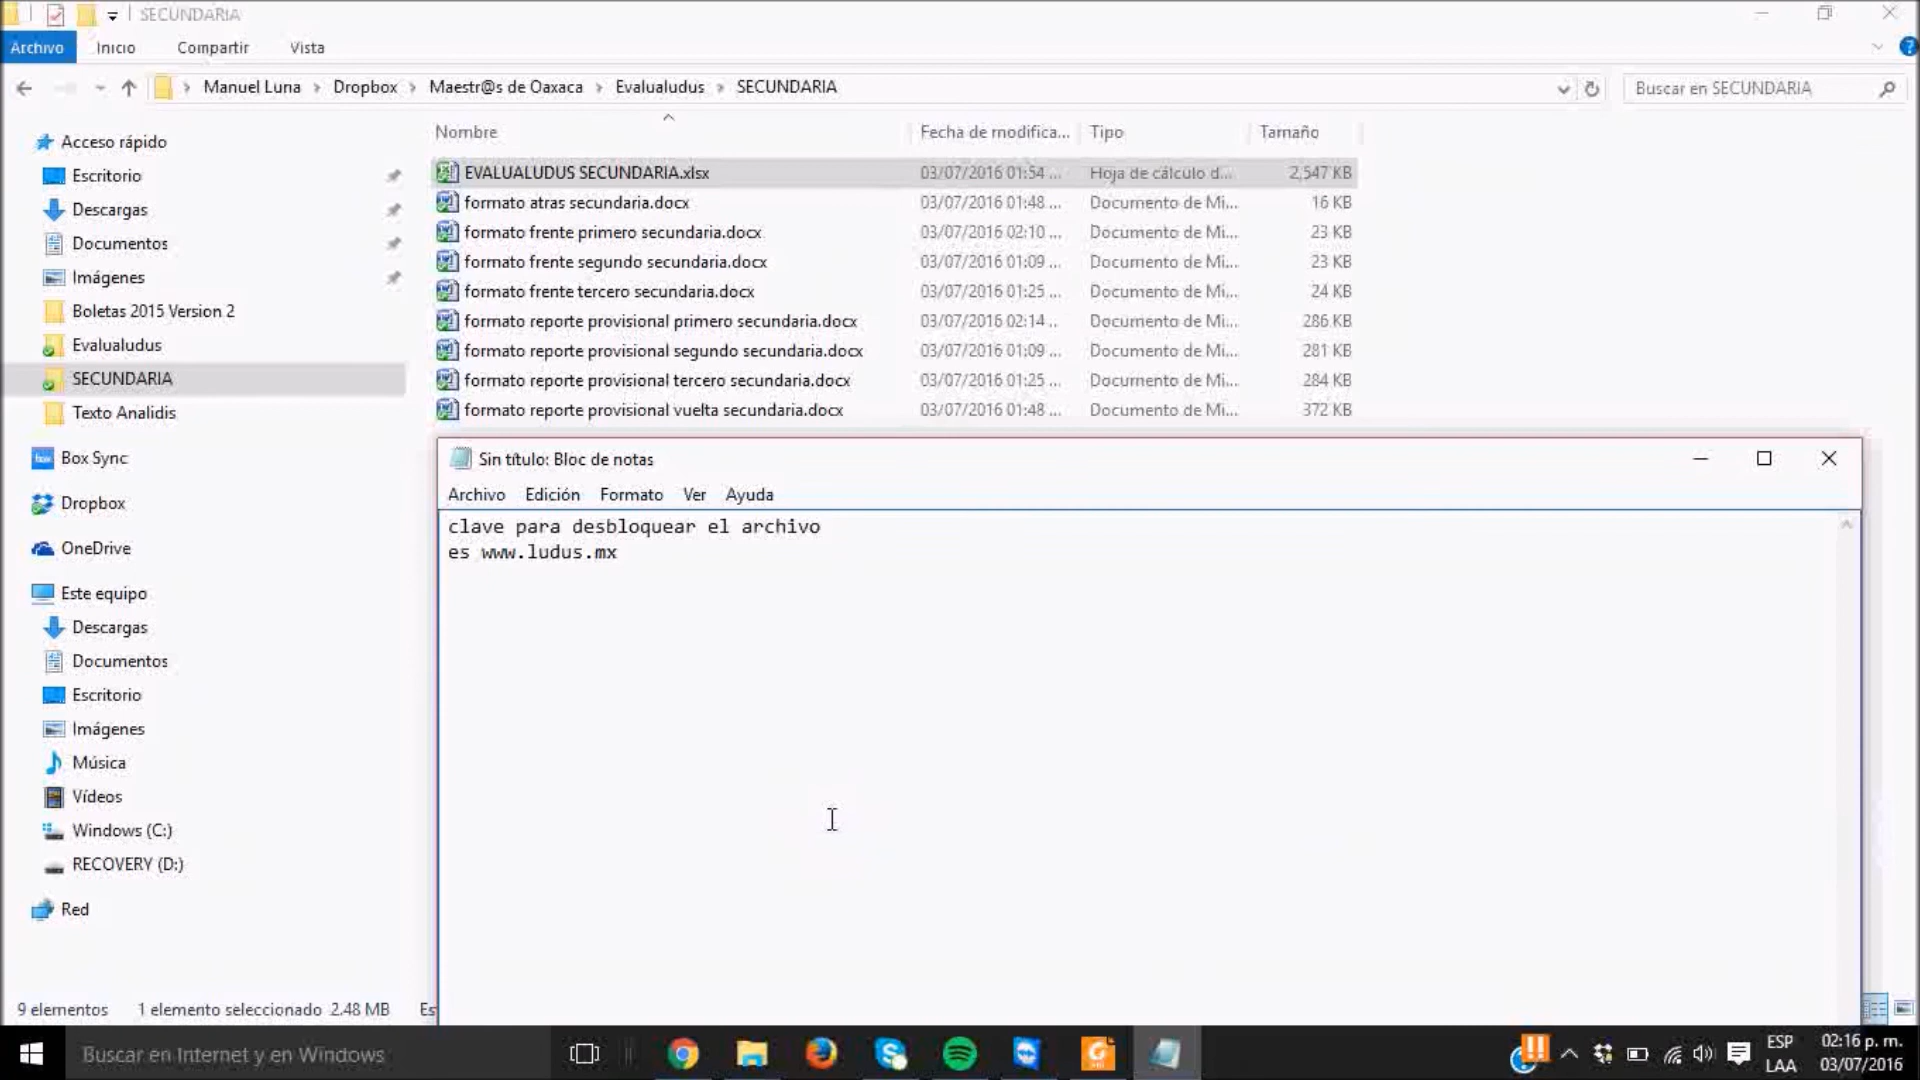 SECUNDARIA
Archivo Inicio Compartir Vista
Manuel Luna Dropbox Maestr@s de Oaxaca Evalualudus SECUNDARIA Buscar en SECUNDARIA
Nombre Fecha de modifica... Tipo Tamaño
EVALUALUDUS SECUNDARIA.xlsx 03/07/2016 01:54 ... Hoja de cálculo d... 2,547 KB
formato atras secundaria.docx 03/07/2016 01:48 ... Documento de Mi... 16 KB
formato frente primero secundaria.docx 03/07/2016 02:10 ... Documento de Mi... 23 KB
formato frente segundo secundaria.docx 03/07/2016 01:09 ... Documento de Mi... 23 KB
formato frente tercero secundaria.docx 03/07/2016 01:25 ... Documento de Mi... 24 KB
formato reporte provisional primero secundaria.docx 03/07/2016 02:14 ... Documento de Mi... 286 KB
formato reporte provisional segundo secundaria.docx 03/07/2016 01:09 ... Documento de Mi... 281 KB
formato reporte provisional tercero secundaria.docx 03/07/2016 01:25 ... Documento de Mi... 284 KB
formato reporte provisional vuelta secundaria.docx 03/07/2016 01:48 ... Documento de Mi... 372 KB
Acceso rápido
Escritorio
Descargas
Documentos
Imágenes
Boletas 2015 Version 2
Evalualudus
SECUNDARIA
Texto Analidis
Box Sync
Dropbox
OneDrive
Este equipo
Descargas
Documentos
Escritorio
Imágenes
Música
Vídeos
Windows (C:)
RECOVERY (D:)
Red
Sin título: Bloc de notas
Archivo Edición Formato Ver Ayuda
clave para desbloquear el archivo
es www.ludus.mx
9 elementos 1 elemento seleccionado 2.48 MB Es
Buscar en Internet y en Windows
ESP
LAA
02:16 p. m.
03/07/2016